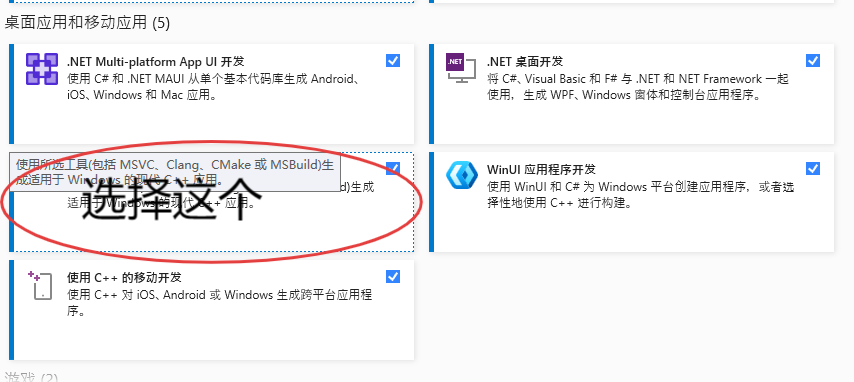 桌面应用和移动应用 (5)
.NET Multi-platform App UI 开发
使用 C# 和 .NET MAUI 从单个基本代码库生成 Android、
iOS、Windows 和 Mac 应用。
.NET
.NET 桌面开发
将 C#、Visual Basic 和 F# 与 .NET 和 NET Framework 一起
使用，生成 WPF、Windows 窗体和控制台应用程序。
使用所选工具(包括 MSVC、Clang、CMake 或 MSBuild)生
成适用于 Windows 的现代 C++ 应用。
d)生成
适用于 Windows 的现代 C++ 应用。
选择这个
WinUI 应用程序开发
使用 WinUI 和 C# 为 Windows 平台创建应用程序，或者选
择性地使用 C++ 进行构建。
使用 C++ 的移动开发
使用 C++ 对 iOS、Android 或 Windows 生成跨平台应用程
序。
游戏 (2)